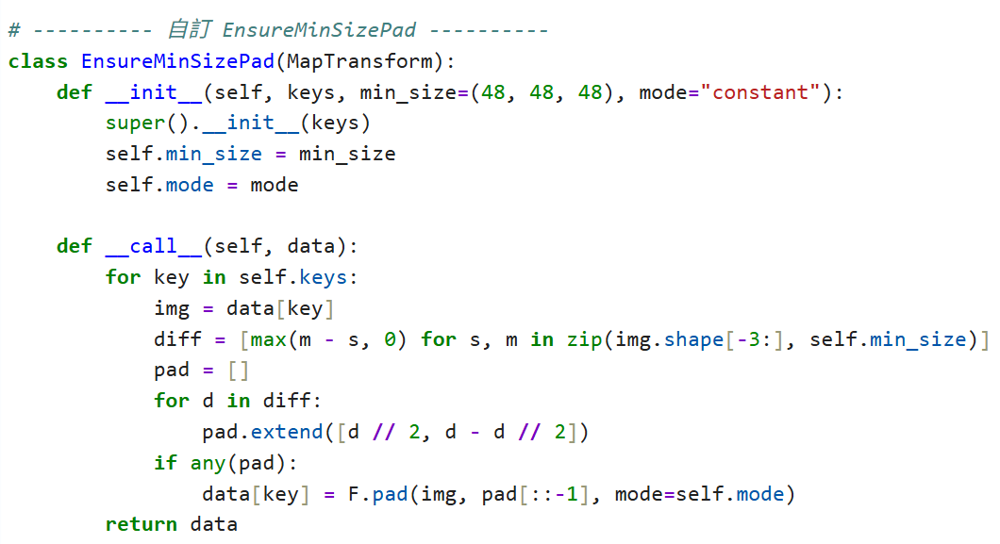 # ---------- 自訂 EnsureMinSizePad ----------
class EnsureMinSizePad(MapTransform):
    def __init__(self, keys, min_size=(48, 48, 48), mode="constant"):
        super().__init__(keys)
        self.min_size = min_size
        self.mode = mode

    def __call__(self, data):
        for key in self.keys:
            img = data[key]
            diff = [max(m - s, 0) for s, m in zip(img.shape[-3:], self.min_size)]
            pad = []
            for d in diff:
                pad.extend([d // 2, d - d // 2])
            if any(pad):
                data[key] = F.pad(img, pad[::-1], mode=self.mode)
        return data